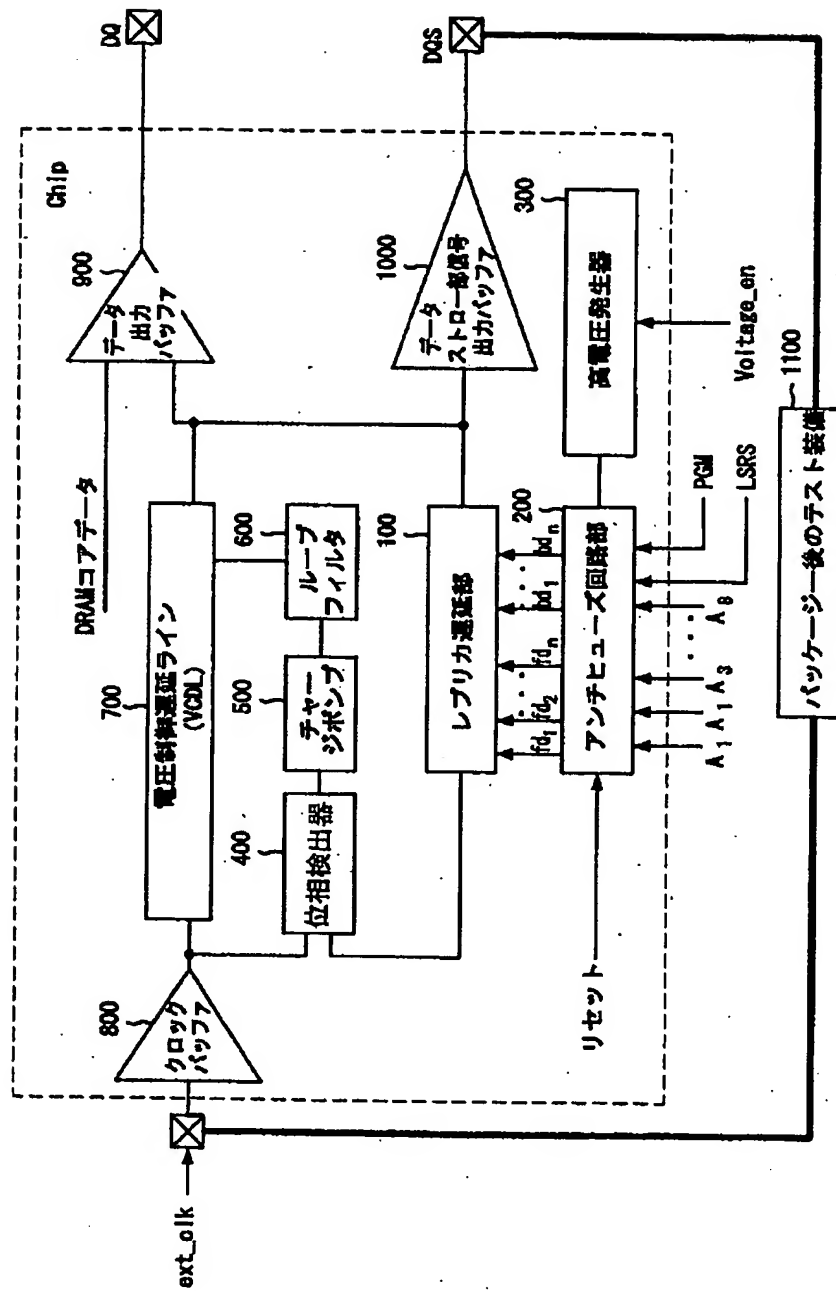 ext_clk
クロック
バッファ
800
Chip
DRAMコアデータ
電圧制御遅延ライン
(VCDL)
700
データ
出力
バッファ
900
DQ
位相検出器
400
チャー
ジポンプ
500
ループ
フィルタ
600
レプリカ遅延部
100
データ
ストロー部信号
出力バッファ
1000
DQS
fd1 fd2 ... fdn bd1 ... bdn
リセット
アンチヒューズ回路部
200
高電圧発生器
300
A1 A1 A3 ... A8
LSRS
PGM
Voltage_en
パッケージー後のテスト装備
1100